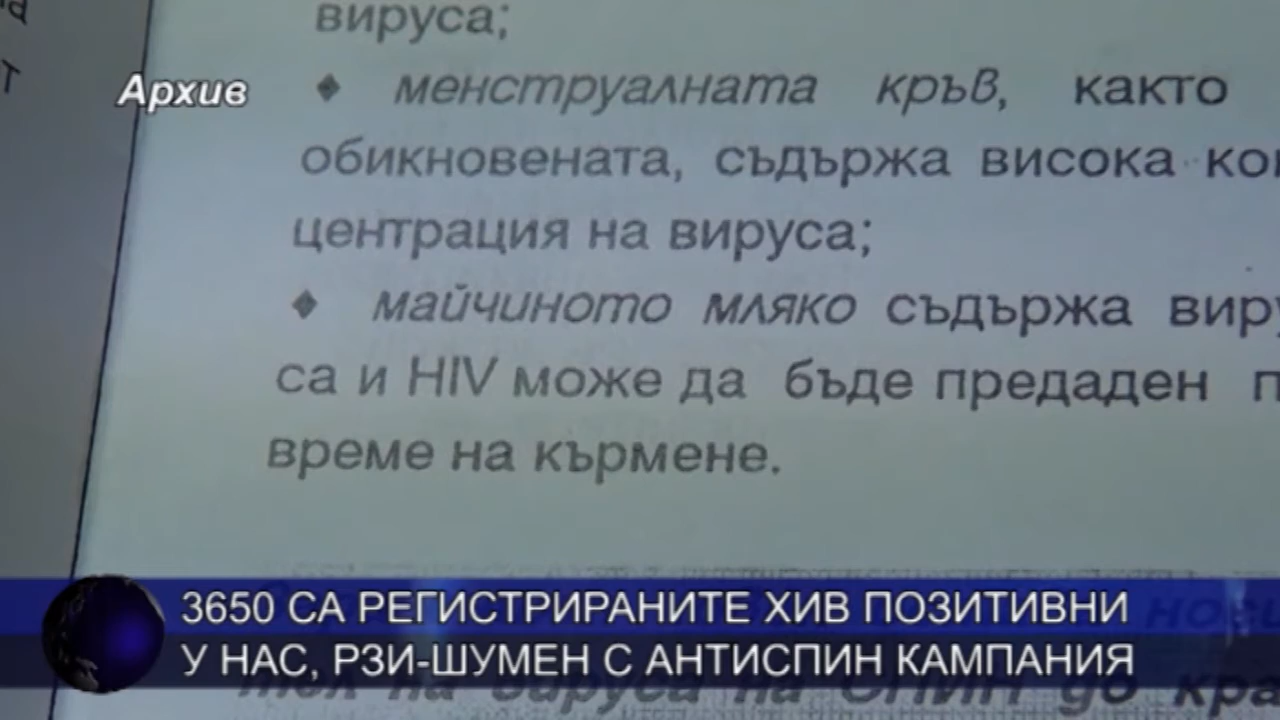 вируса;
Архив
♦ менструалната кръв, както
обикновената, съдържа висока кон
центрация на вируса;
♦ майчиното мляко съдържа виру
са и HIV може да бъде предаден п
време на кърмене.
3650 СА РЕГИСТРИРАНИТЕ ХИВ ПОЗИТИВНИ
У НАС, РЗИ-ШУМЕН С АНТИСПИН КАМПАНИЯ